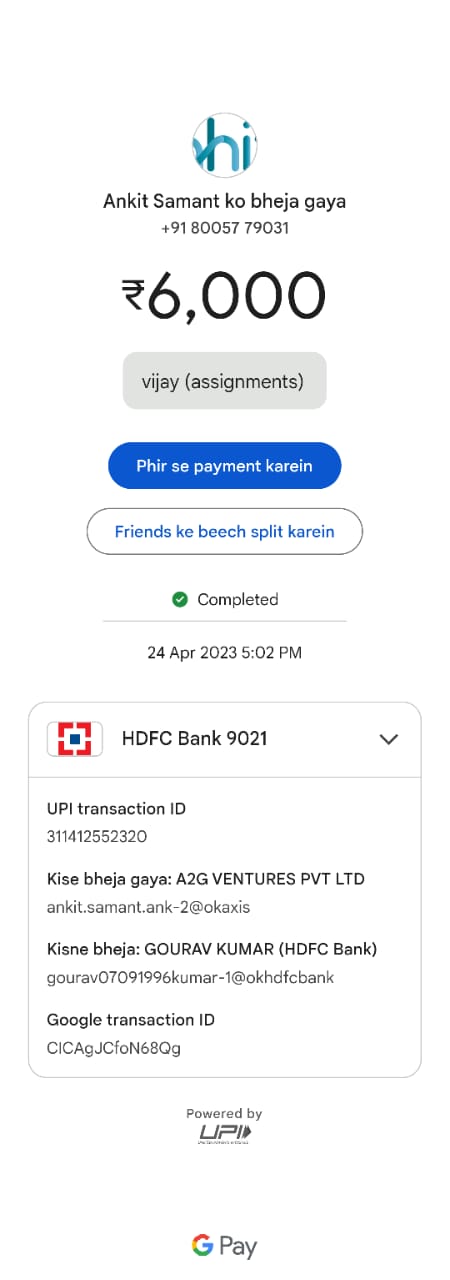 hi
Ankit Samant ko bheja gaya
+91 80057 79031
₹6,000
vijay (assignments)
Phir se payment karein
Friends ke beech split karein
Completed
24 Apr 2023 5:02 PM
HDFC Bank 9021
UPI transaction ID
311412552320
Kise bheja gaya: A2G VENTURES PVT LTD
ankit.samant.ank-2@okaxis
Kisne bheja: GOURAV KUMAR (HDFC Bank)
gourav07091996kumar-1@okhdfcbank
Google transaction ID
CICAgJCfoN68Qg
Powered by
UPI
G Pay